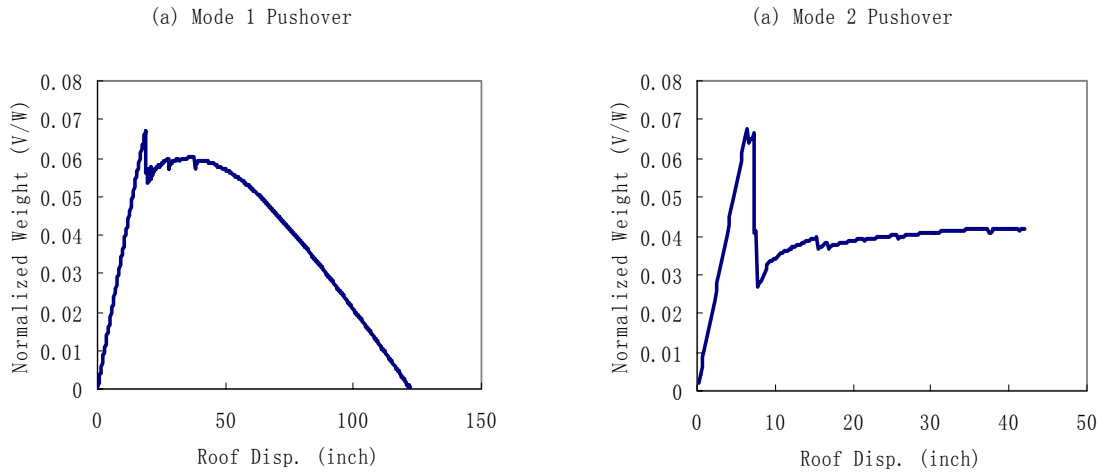 (a) Mode 1 Pushover
0.08
0.07
0.06
0.05
0.04
0.03
0.02
0.01
0
Normalized Weight (V/W)
0 50 100 150
Roof Disp. (inch)
(a) Mode 2 Pushover
0.08
0.07
0.06
0.05
0.04
0.03
0.02
0.01
0
Normalized Weight (V/W)
0 10 20 30 40 50
Roof Disp. (inch)